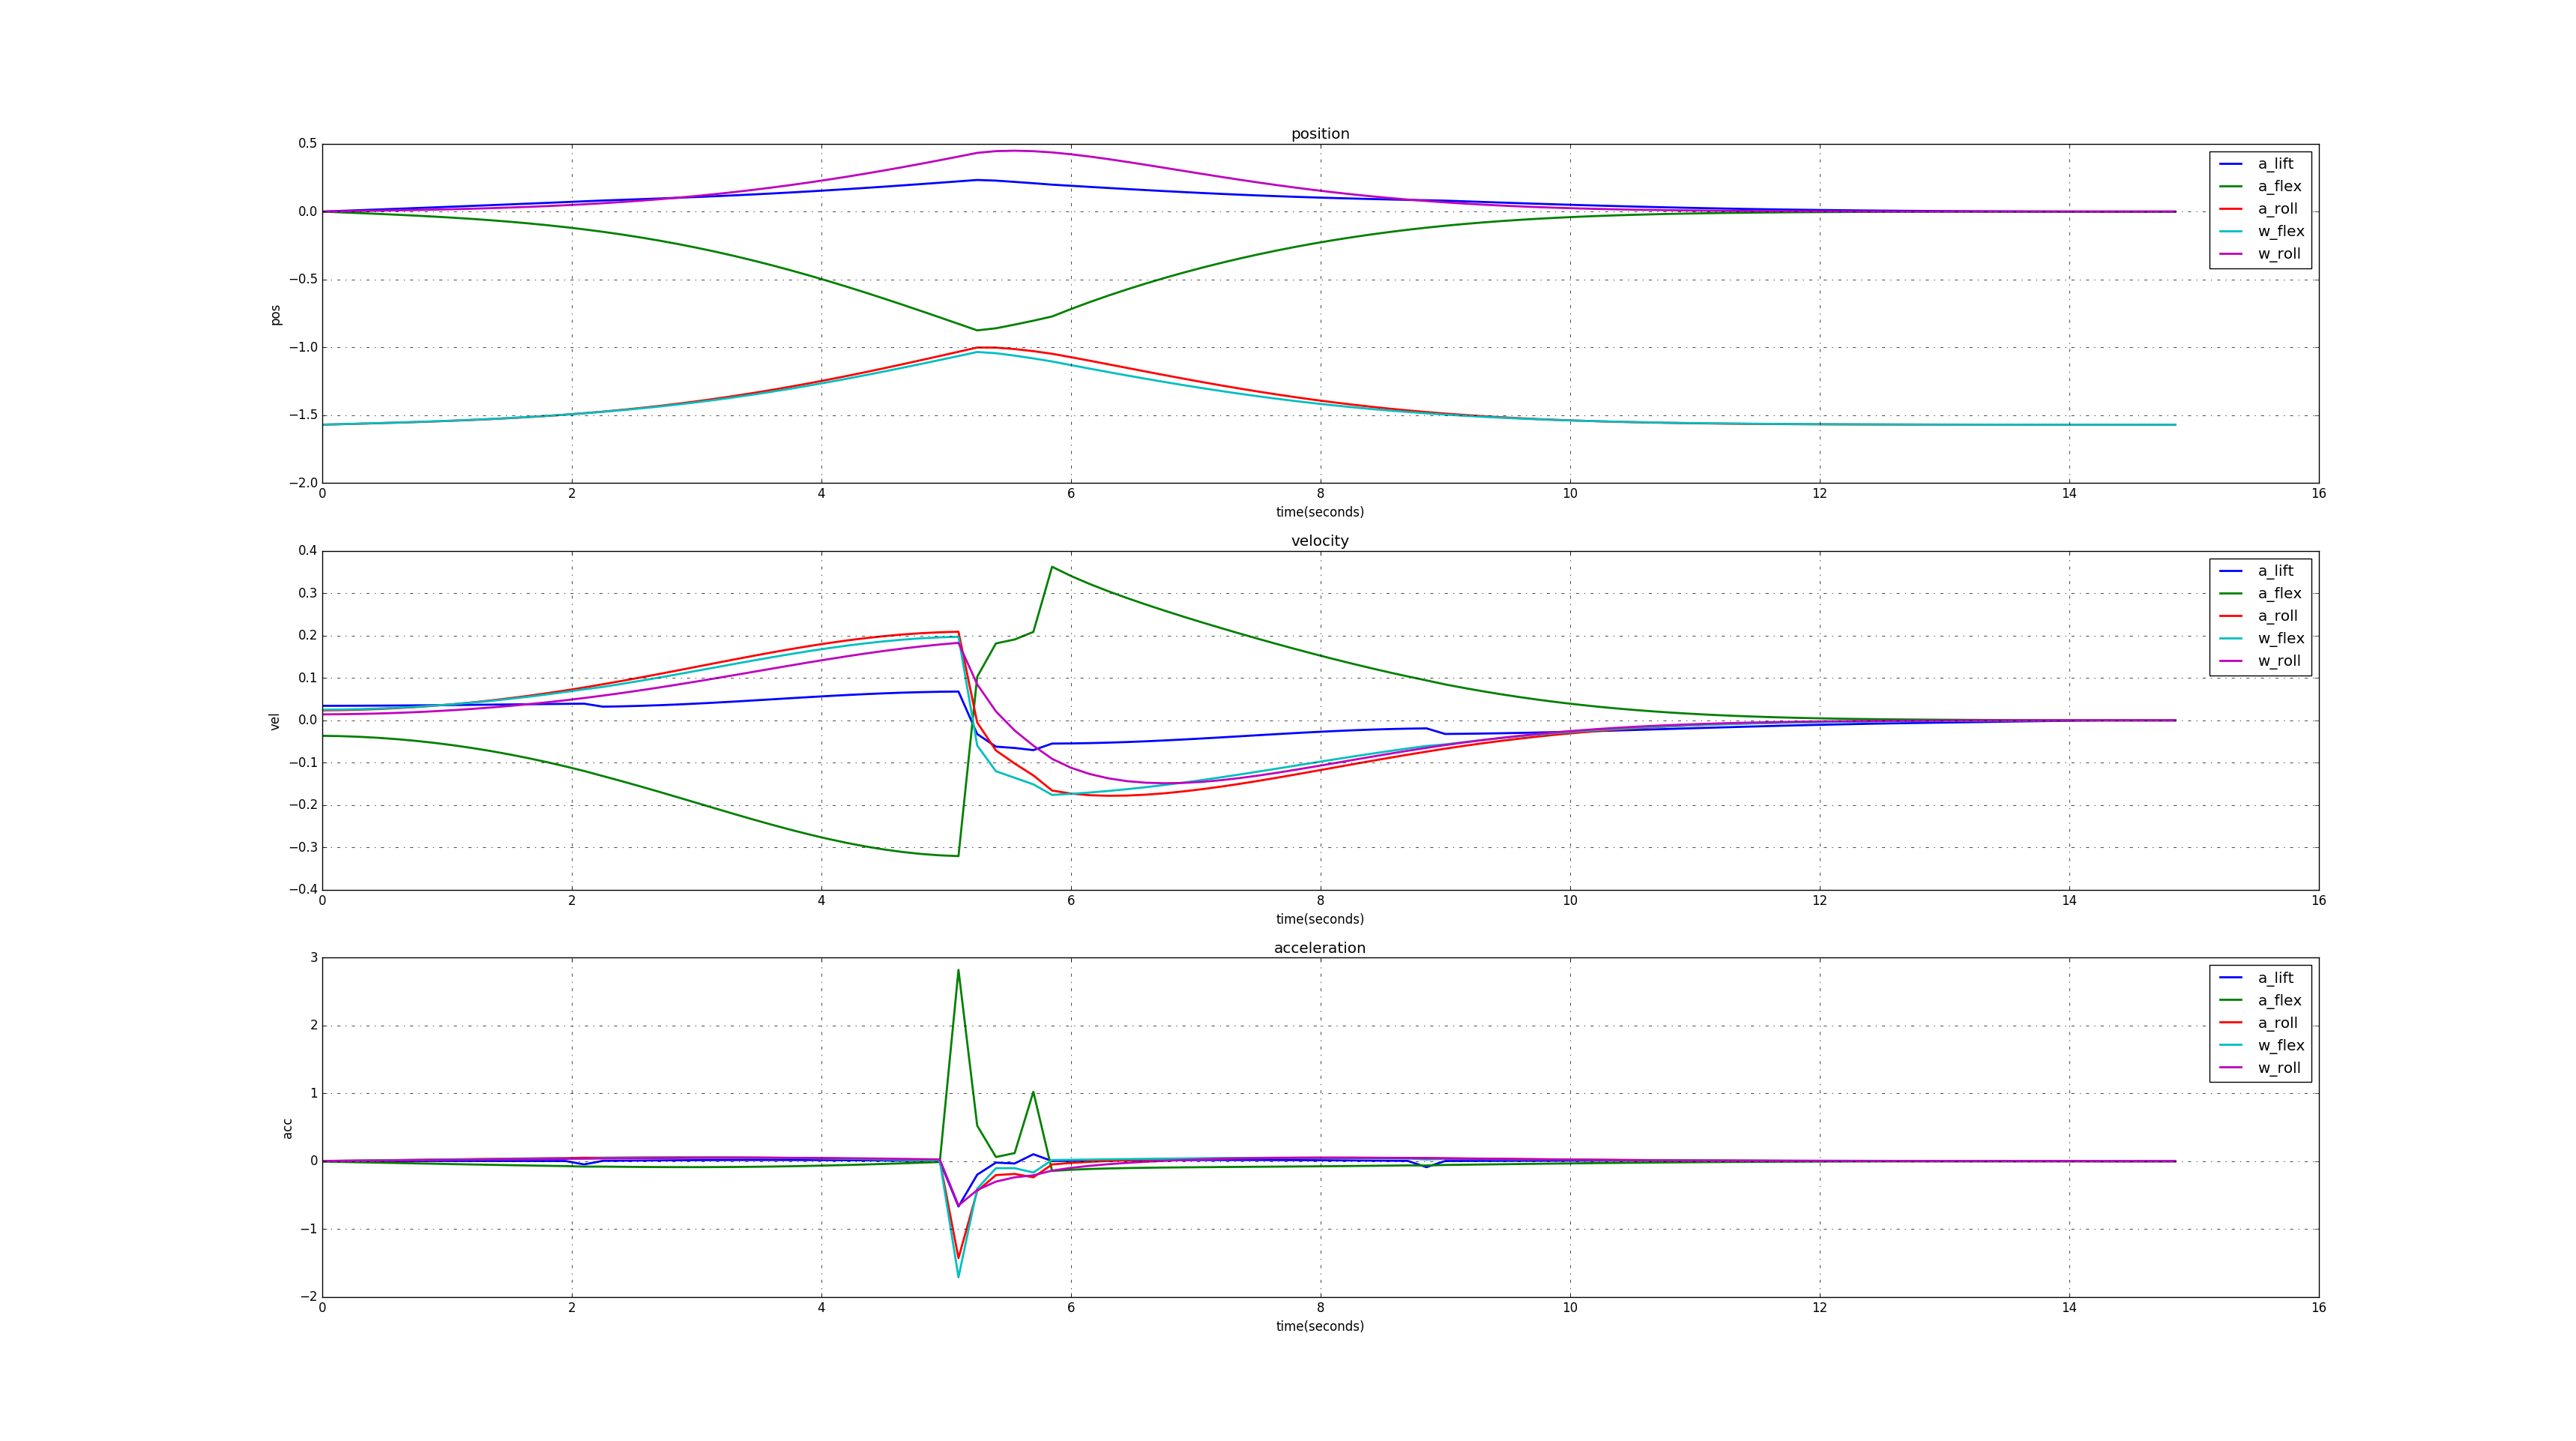 position
0.5
0.0
−0.5
−1.0
−1.5
−2.0
pos
0 2 4 6 8 10 12 14 16
time(seconds)
a_lift
a_flex
a_roll
w_flex
w_roll
velocity
0.4
0.3
0.2
0.1
0.0
−0.1
−0.2
−0.3
−0.4
vel
0 2 4 6 8 10 12 14 16
time(seconds)
a_lift
a_flex
a_roll
w_flex
w_roll
acceleration
3
2
1
0
−1
−2
acc
0 2 4 6 8 10 12 14 16
time(seconds)
a_lift
a_flex
a_roll
w_flex
w_roll